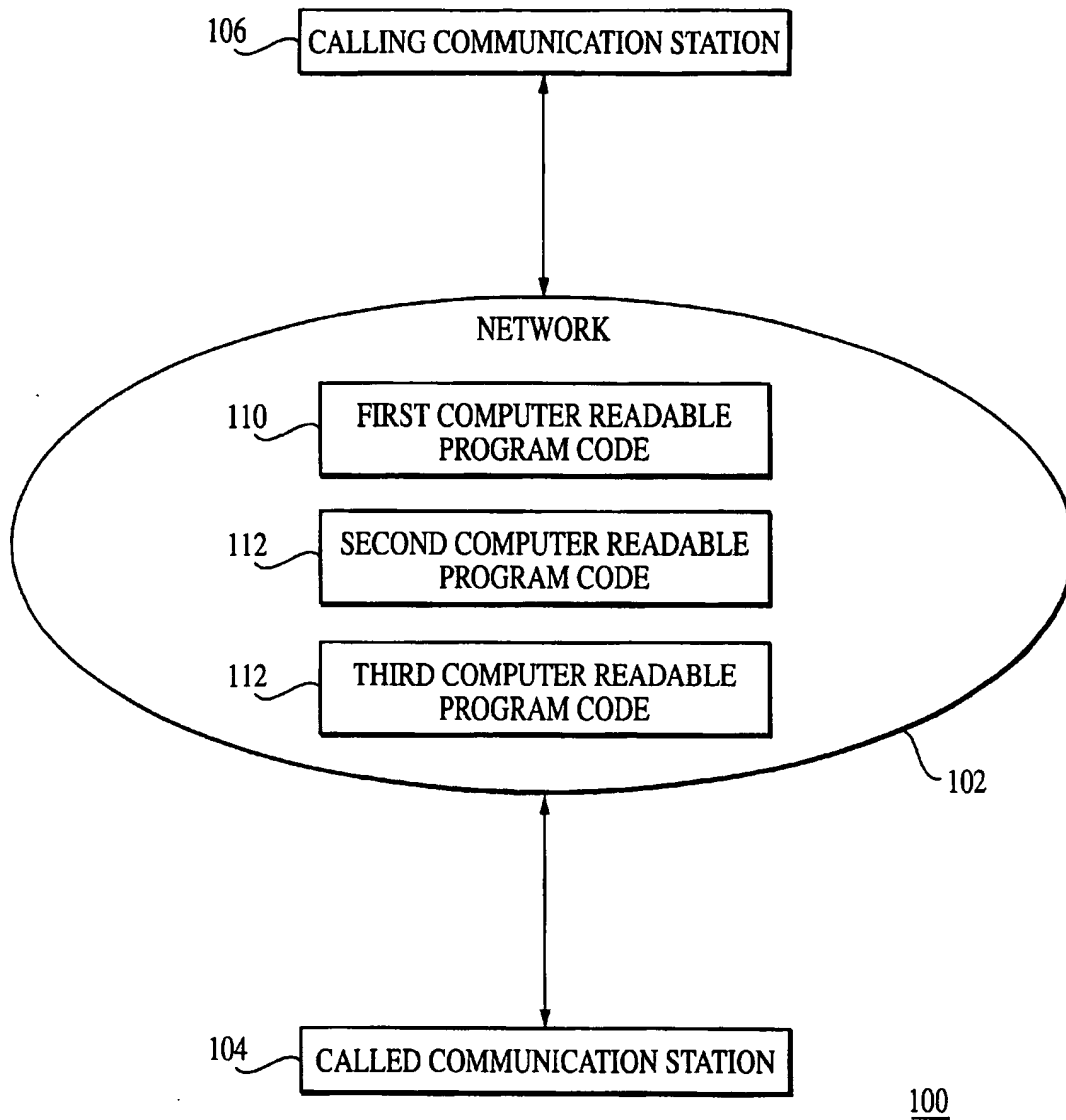 106 CALLING COMMUNICATION STATION
NETWORK
110 FIRST COMPUTER READABLE
PROGRAM CODE
112 SECOND COMPUTER READABLE
PROGRAM CODE
112 THIRD COMPUTER READABLE
PROGRAM CODE
102
104 CALLED COMMUNICATION STATION
100